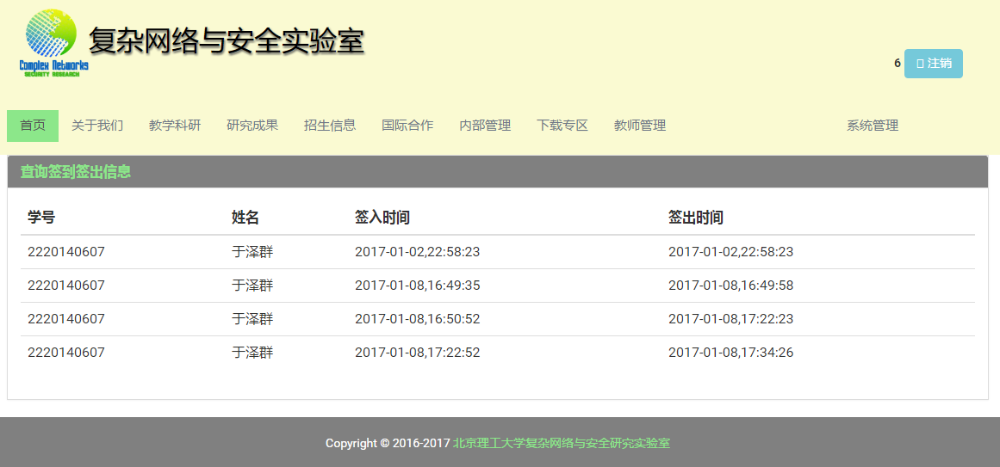 复杂网络与安全实验室
Complex Networks
SECURITY RESEARCH
6 注销
首页 关于我们 教学科研 研究成果 招生信息 国际合作 内部管理 下载专区 教师管理 系统管理
查询签到签出信息
学号 姓名 签入时间 签出时间
2220140607 于泽群 2017-01-02,22:58:23 2017-01-02,22:58:23
2220140607 于泽群 2017-01-08,16:49:35 2017-01-08,16:49:58
2220140607 于泽群 2017-01-08,16:50:52 2017-01-08,17:22:23
2220140607 于泽群 2017-01-08,17:22:52 2017-01-08,17:34:26
Copyright © 2016-2017 北京理工大学复杂网络与安全研究实验室